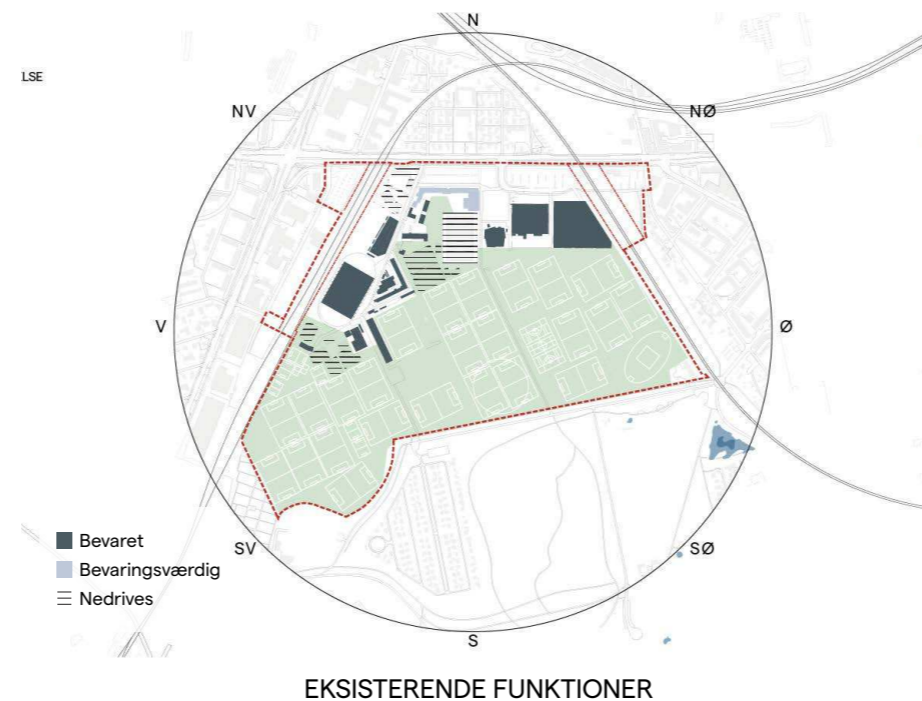 N
LSE
NV
NØ
V
Ø
Bevaret
SV
SØ
Bevaringsværdig
Nedrives
S
EKSISTERENDE FUNKTIONER